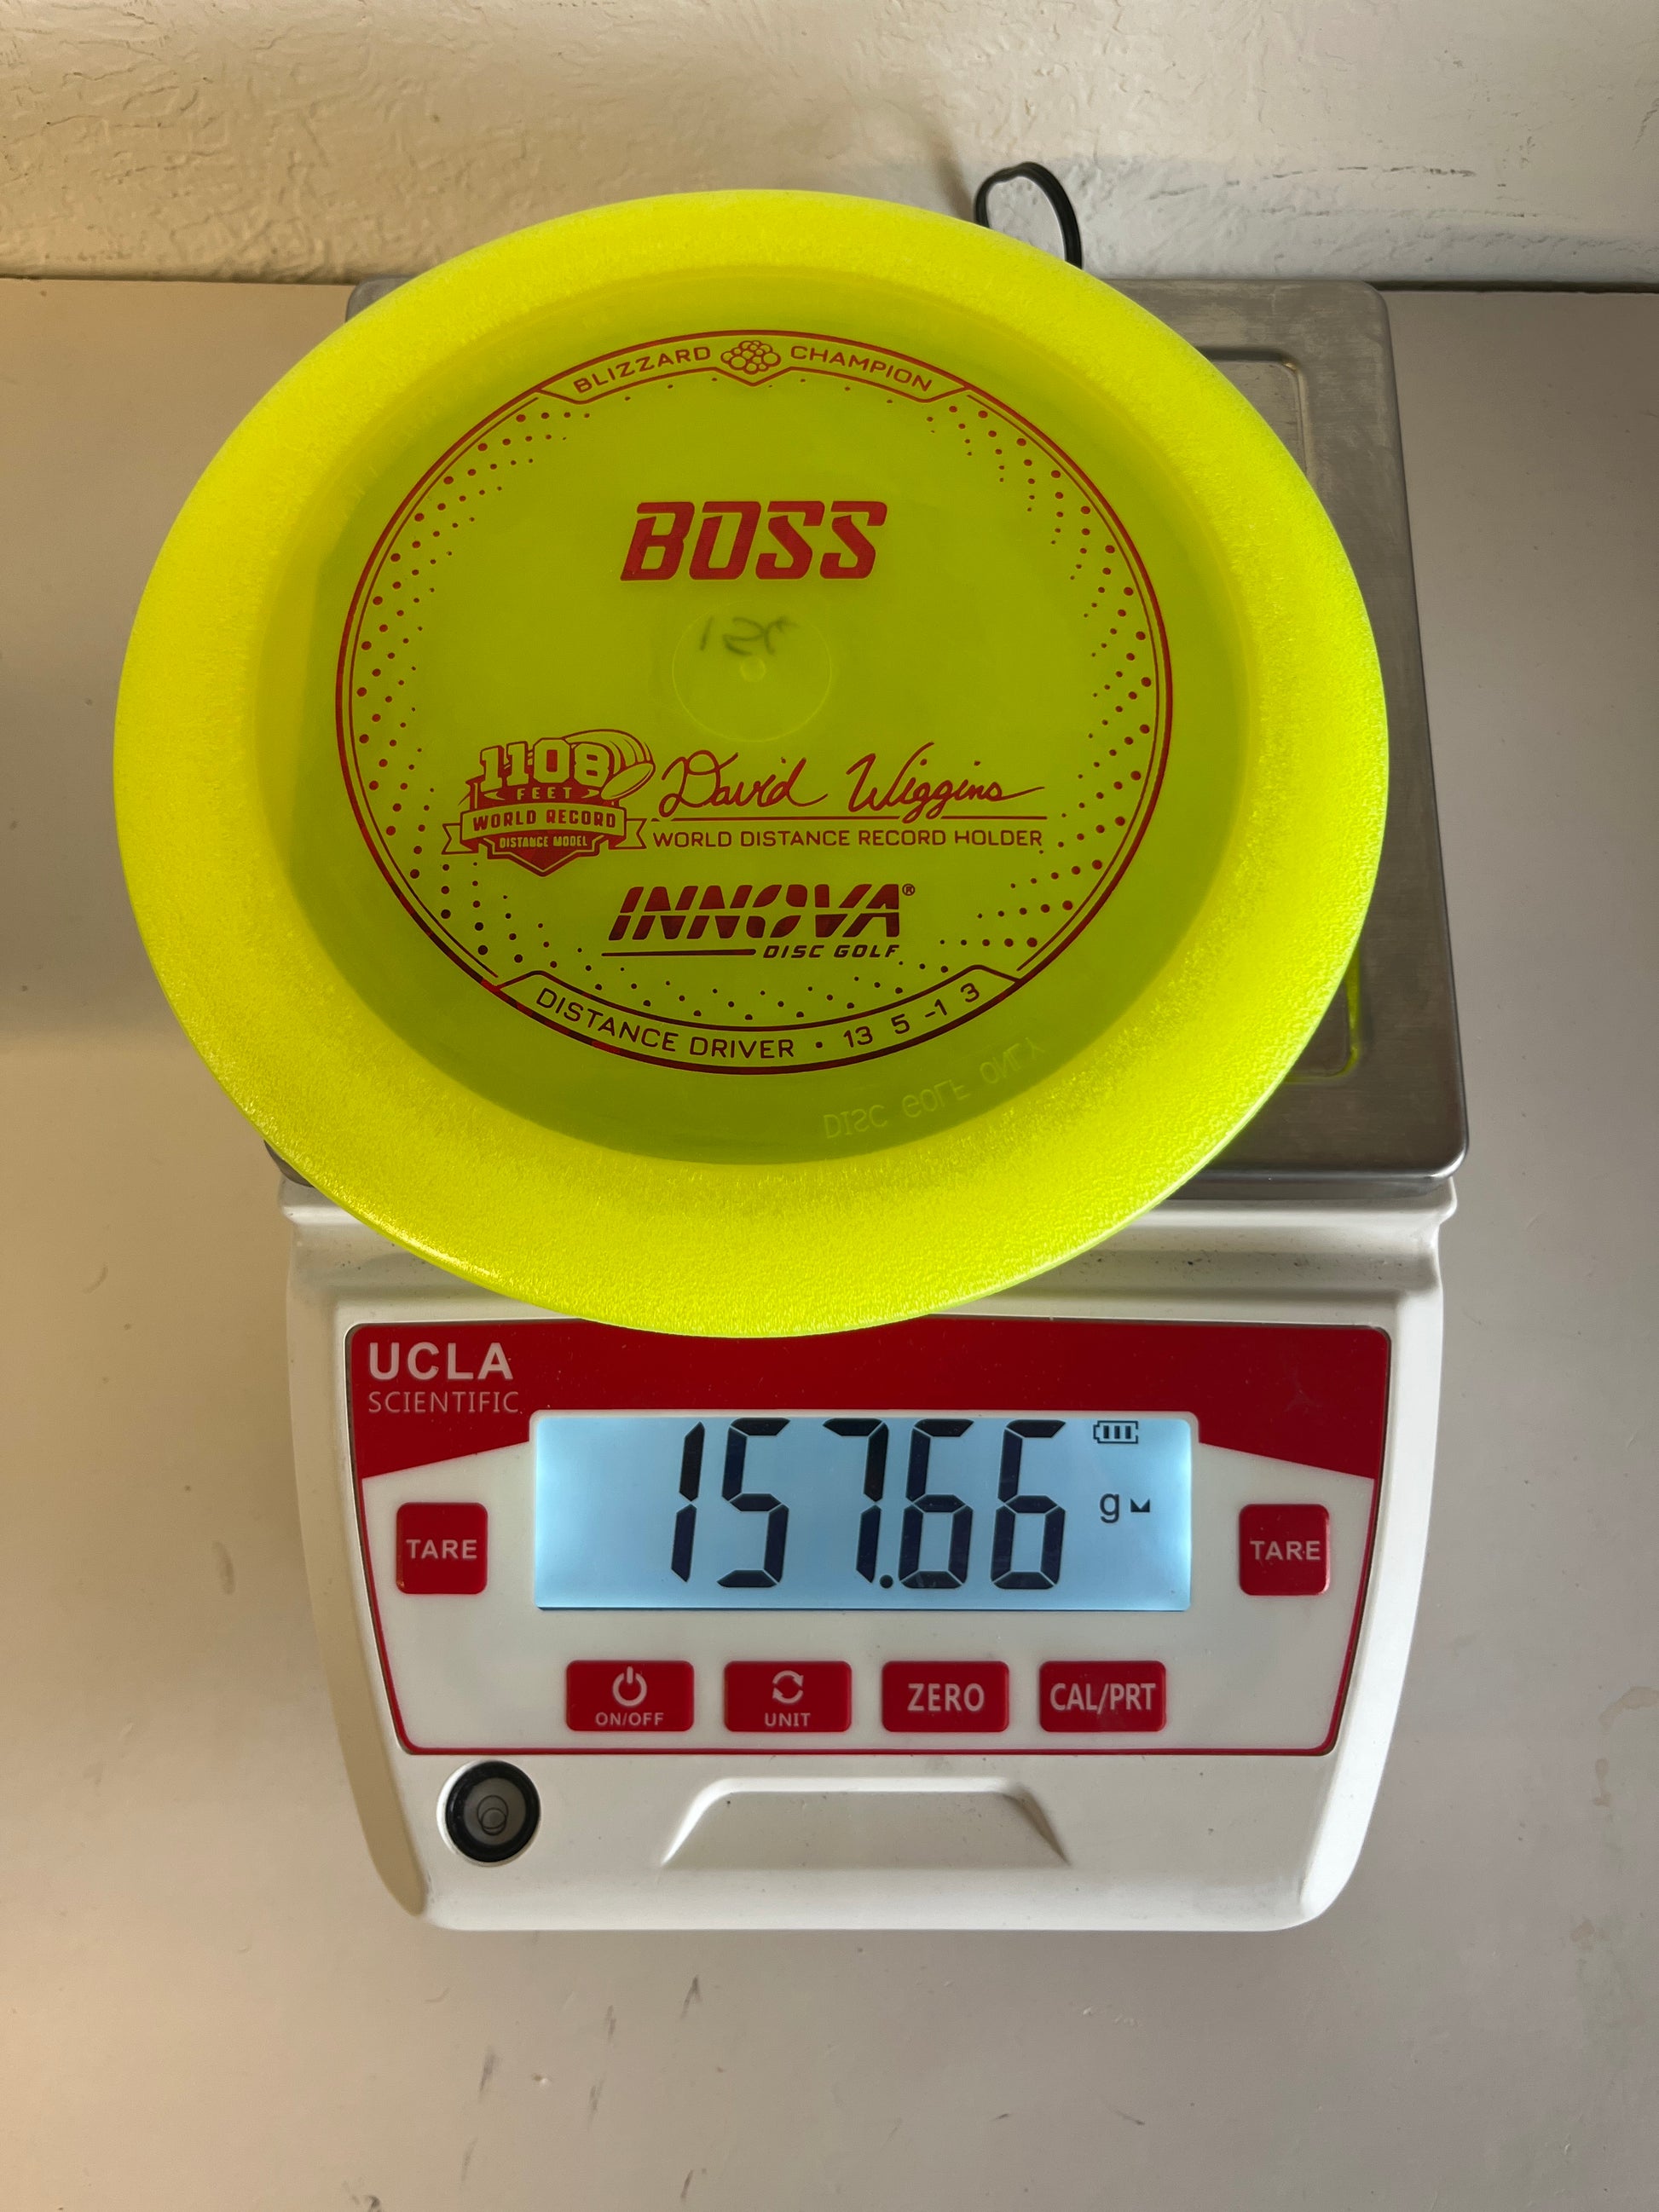 BLIZZARD CHAMPION
BOSS
1108
FEET
WORLD RECORD
DISTANCE MODEL
David Wiggins
WORLD DISTANCE RECORD HOLDER
INNOVA®
DISC GOLF
DISTANCE DRIVER · 13 5 -1 3
DISC GOLF ONLY
UCLA
SCIENTIFIC
157.66 g
TARE
TARE
ON/OFF
UNIT
ZERO
CAL/PRT